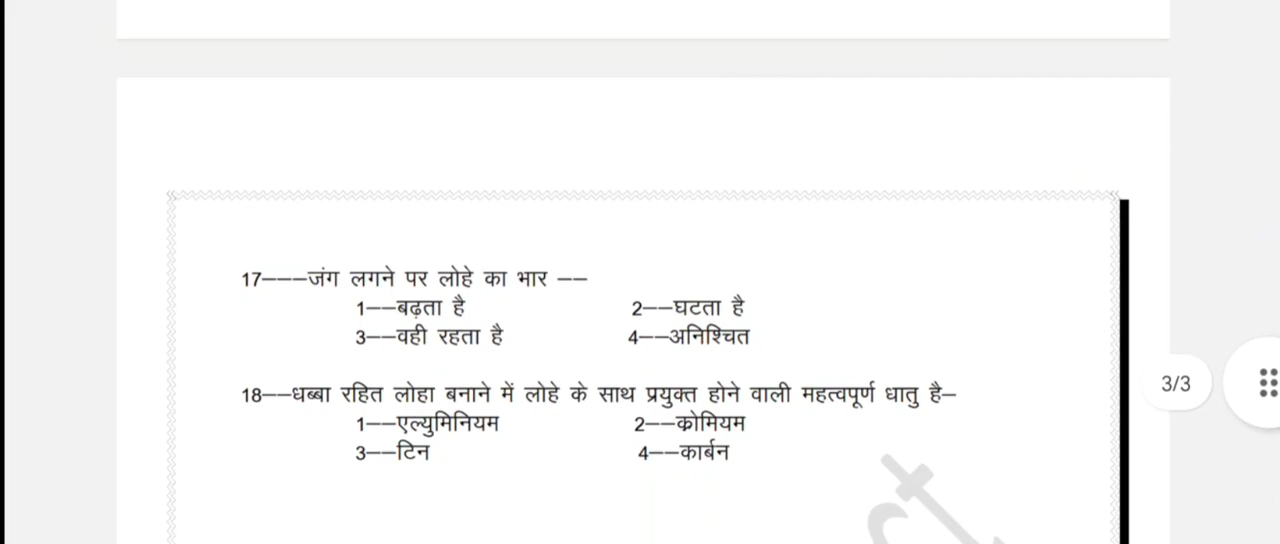 17———जंग लगने पर लोहे का भार ——
1——बढ़ता है 2——घटता है
3——वही रहता है 4——अनिश्चित
18——धब्बा रहित लोहा बनाने में लोहे के साथ प्रयुक्त होने वाली महत्वपूर्ण धातु है—
1——एल्युमिनियम 2——क्रोमियम
3——टिन 4——कार्बन
3/3